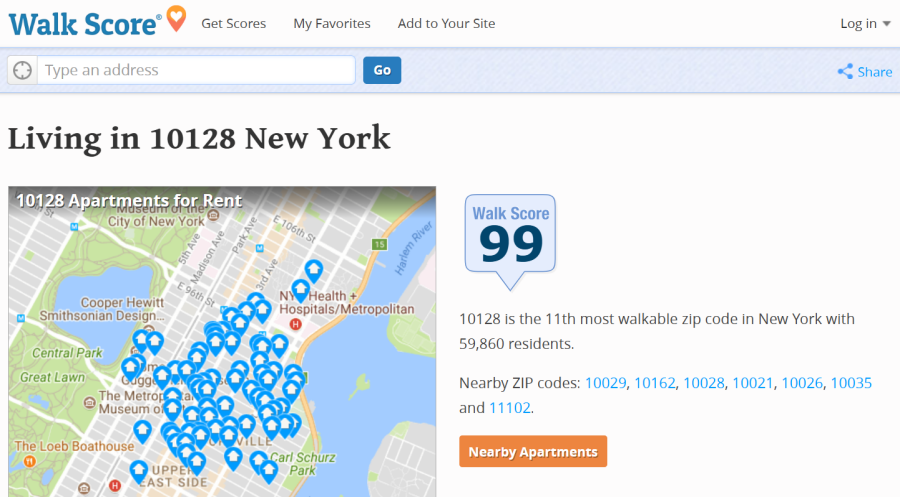 Walk Score®
Get Scores
My Favorites
Add to Your Site
Log in
Type an address
Go
Share
Living in 10128 New York
10128 Apartments for Rent
Museum of the
City of New York
E 106th St
15
Harlem River
5th Ave
Madison Ave
Park Ave
3rd Ave
E 96th St
M
M
M
NYC Health +
Hospitals/Metropolitan
H
Cooper Hewitt
Smithsonian Design...
Central Park
Great Lawn
The Metropolitan
Museum of
The Loeb Boathouse
Carl Schurz
Park
UPPER
EAST SIDE
H
Walk Score
99
10128 is the 11th most walkable zip code in New York with
59,860 residents.
Nearby ZIP codes: 10029, 10162, 10028, 10021, 10026, 10035
and 11102.
Nearby Apartments